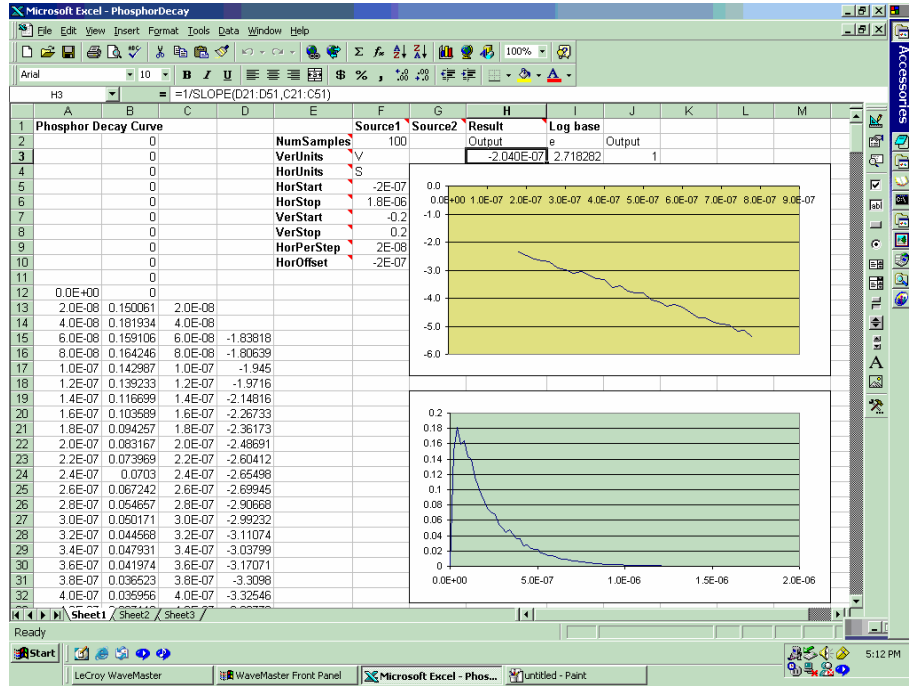 Microsoft Excel - PhosphorDecay
File Edit View Insert Format Tools Data Window Help
100%
Arial 10 B I U $ % ,
H3 = =1/SLOPE(D21:D51,C21:C51)
A B C D E F G H I J K L M
1 Phosphor Decay Curve Source1 Source2 Result Log base
2 0 NumSamples 100 Output e Output
3 0 VerUnits V -2.040E-07 2.718282 1
4 0 HorUnits S
5 0 HorStart -2E-07
6 0 HorStop 1.8E-06
7 0 VerStart -0.2
8 0 VerStop 0.2
9 0 HorPerStep 2E-08
10 0 HorOffset -2E-07
11 0
12 0.0E+00 0
13 2.0E-08 0.150061 2.0E-08
14 4.0E-08 0.181934 4.0E-08
15 6.0E-08 0.159106 6.0E-08 -1.83818
16 8.0E-08 0.164246 8.0E-08 -1.80639
17 1.0E-07 0.142987 1.0E-07 -1.945
18 1.2E-07 0.139233 1.2E-07 -1.9716
19 1.4E-07 0.116699 1.4E-07 -2.14816
20 1.6E-07 0.103589 1.6E-07 -2.26733
21 1.8E-07 0.094257 1.8E-07 -2.36173
22 2.0E-07 0.083167 2.0E-07 -2.48691
23 2.2E-07 0.073969 2.2E-07 -2.60412
24 2.4E-07 0.0703 2.4E-07 -2.65498
25 2.6E-07 0.067242 2.6E-07 -2.69945
26 2.8E-07 0.054657 2.8E-07 -2.90668
27 3.0E-07 0.050171 3.0E-07 -2.99232
28 3.2E-07 0.044568 3.2E-07 -3.11074
29 3.4E-07 0.047931 3.4E-07 -3.03799
30 3.6E-07 0.041974 3.6E-07 -3.17071
31 3.8E-07 0.036523 3.8E-07 -3.3098
32 4.0E-07 0.035956 4.0E-07 -3.32546
0.0
0.0E+00 1.0E-07 2.0E-07 3.0E-07 4.0E-07 5.0E-07 6.0E-07 7.0E-07 8.0E-07 9.0E-07
-1.0
-2.0
-3.0
-4.0
-5.0
-6.0
0.2
0.18
0.16
0.14
0.12
0.1
0.08
0.06
0.04
0.02
0
0.0E+00 5.0E-07 1.0E-06 1.5E-06 2.0E-06
Accessories
Sheet1 Sheet2 Sheet3
Ready
Start 5:12 PM
LeCroy WaveMaster WaveMaster Front Panel Microsoft Excel - Phos... untitled - Paint